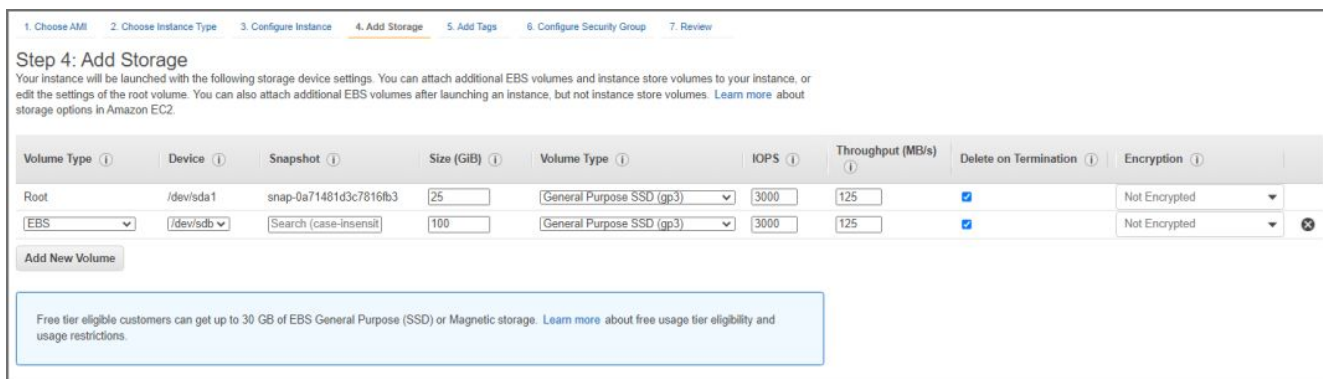 1. Choose AMI 2. Choose Instance Type 3. Configure Instance 4. Add Storage 5. Add Tags 6. Configure Security Group 7. Review
Step 4: Add Storage
Your instance will be launched with the following storage device settings. You can attach additional EBS volumes and instance store volumes to your instance, or
edit the settings of the root volume. You can also attach additional EBS volumes after launching an instance, but not instance store volumes. Learn more about
storage options in Amazon EC2.
Volume Type Device Snapshot Size (GiB) Volume Type IOPS Throughput (MB/s) Delete on Termination Encryption
Root /dev/sda1 snap-0a71481d3c7816fb3 25 General Purpose SSD (gp3) 3000 125 Not Encrypted
EBS /dev/sdb Search (case-insensit 100 General Purpose SSD (gp3) 3000 125 Not Encrypted
Add New Volume
Free tier eligible customers can get up to 30 GB of EBS General Purpose (SSD) or Magnetic storage. Learn more about free usage tier eligibility and
usage restrictions.